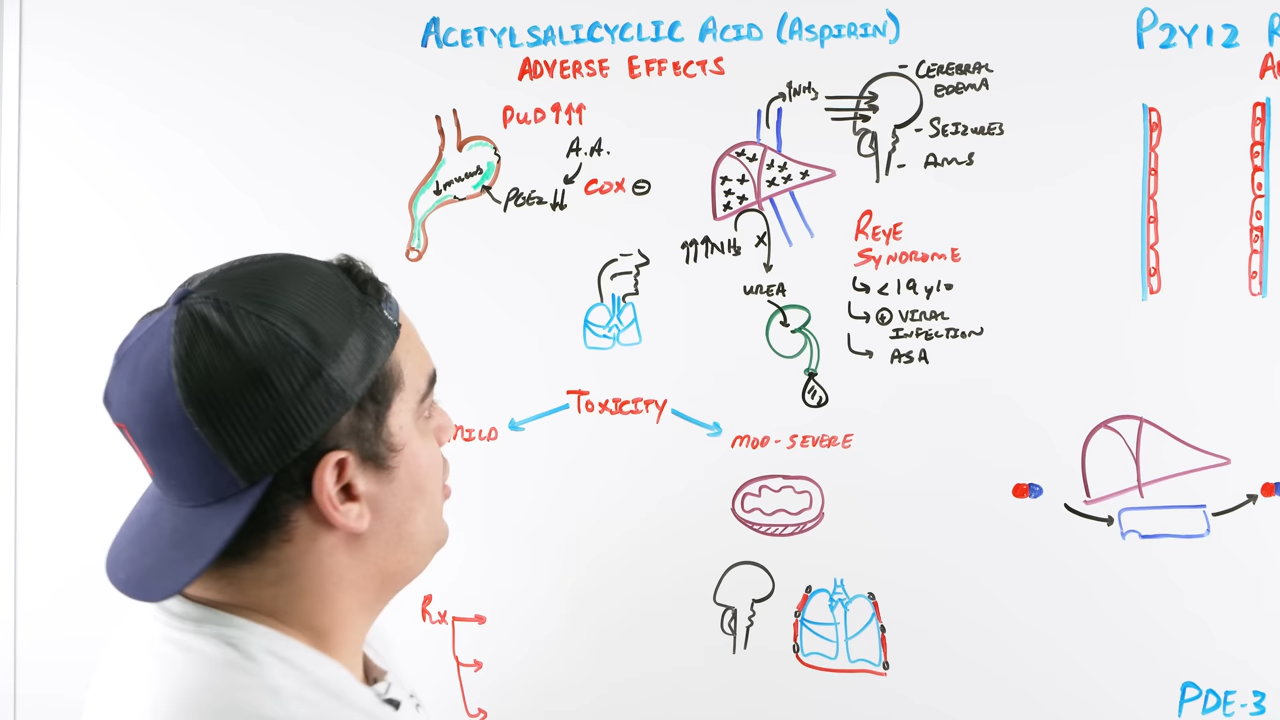 ACETYLSALICYCLIC ACID (ASPIRIN)
ADVERSE EFFECTS
PUD ↑↑↑
A.A.
COX ⊖
PGE2 ↓↓
↓ mucus
↑NH3
- CEREBRAL
EDEMA
- SEIZURES
- AMS
↑↑↑NH3
X
UREA
REYE
SYNDROME
↳ < 19 y/o
↳ ⊕ VIRAL
INFECTION
↳ ASA
TOXICITY
MILD
MOD-SEVERE
Rx
P2Y12
PDE-3